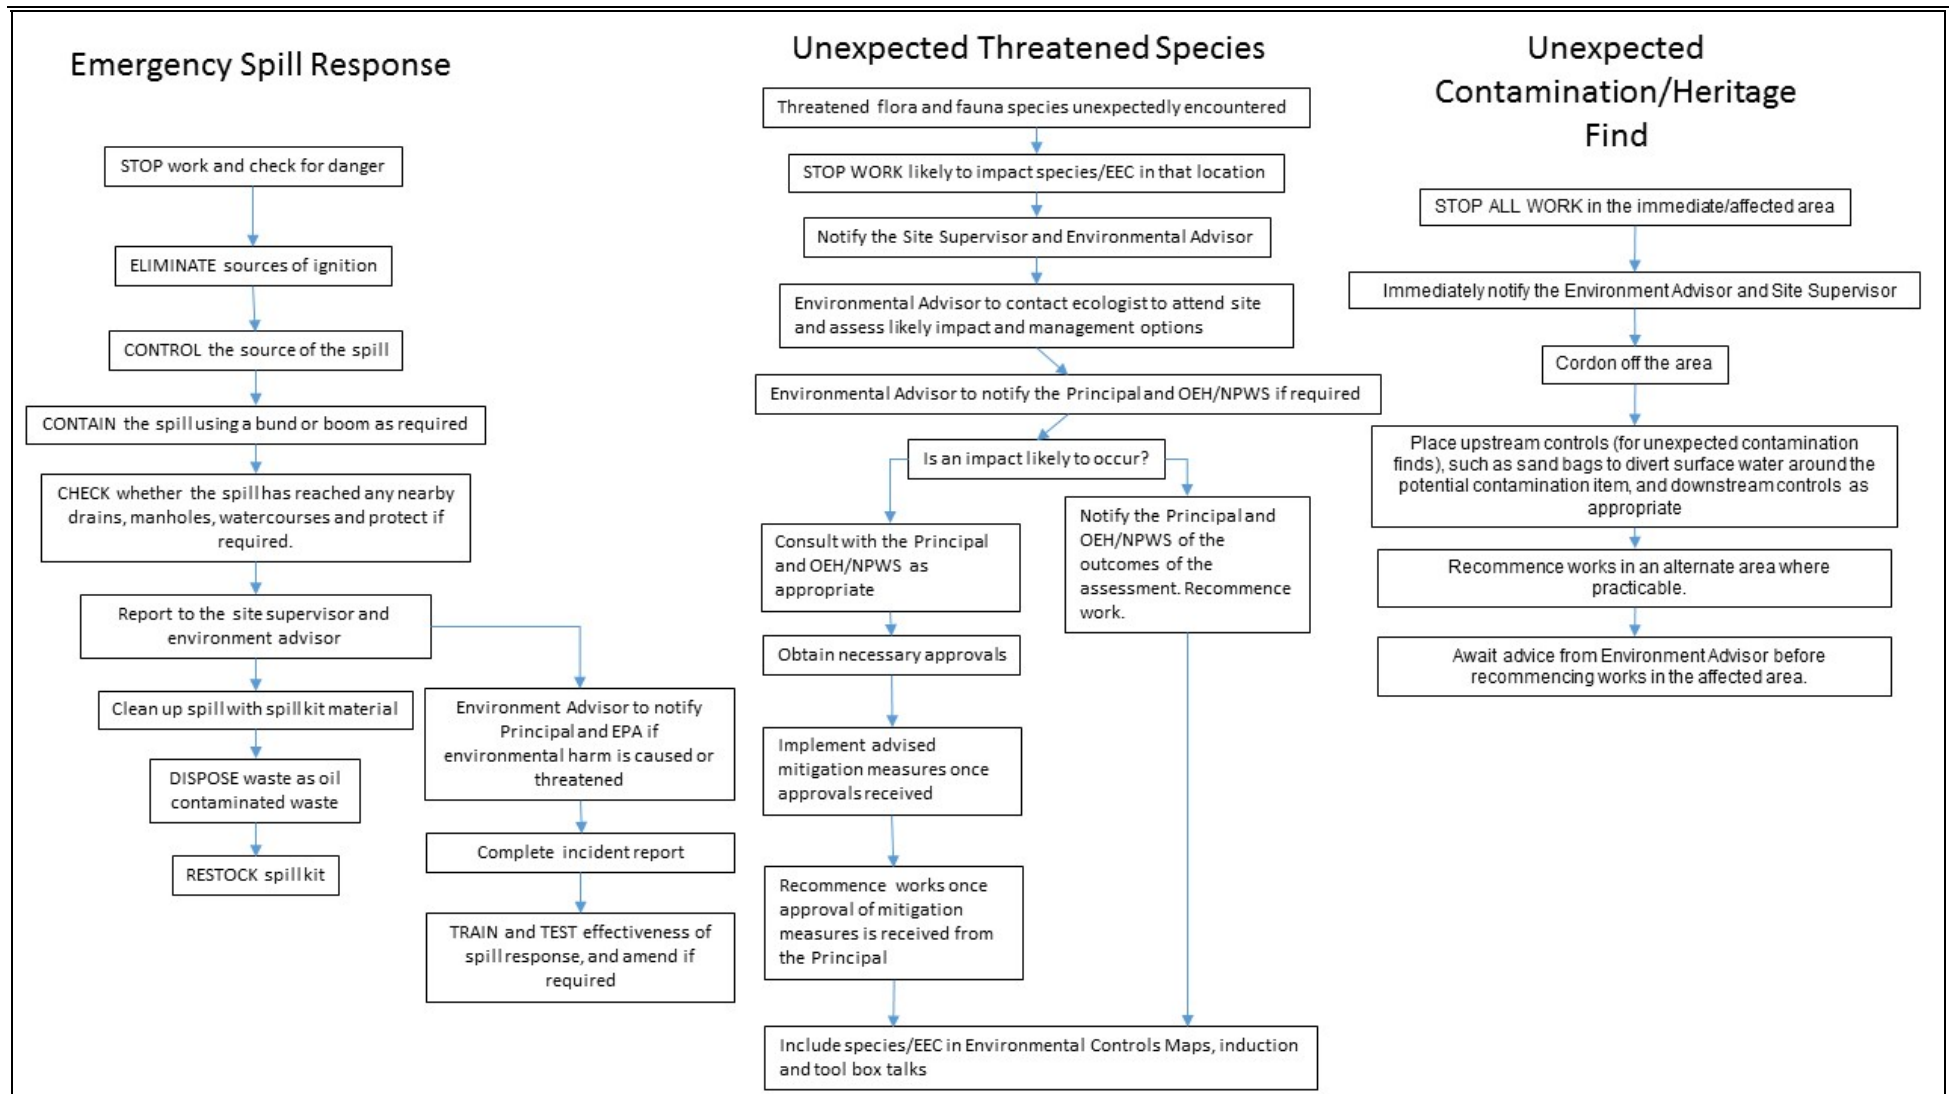 Emergency Spill Response
STOP work and check for danger
ELIMINATE sources of ignition
CONTROL the source of the spill
CONTAIN the spill using a bund or boom as required
CHECK whether the spill has reached any nearby
drains, manholes, watercourses and protect if
required.
Report to the site supervisor and
environment advisor
Clean up spill with spill kit material
DISPOSE waste as oil
contaminated waste
RESTOCK spill kit
Environment Advisor to notify
Principal and EPA if
environmental harm is caused or
threatened
Complete incident report
TRAIN and TEST effectiveness of
spill response, and amend if
required
Unexpected Threatened Species
Threatened flora and fauna species unexpectedly encountered
STOP WORK likely to impact species/EEC in that location
Notify the Site Supervisor and Environmental Advisor
Environmental Advisor to contact ecologist to attend site
and assess likely impact and management options
Environmental Advisor to notify the Principal and OEH/NPWS if required
Is an impact likely to occur?
Consult with the Principal
and OEH/NPWS as
appropriate
Obtain necessary approvals
Implement advised
mitigation measures once
approvals received
Recommence works once
approval of mitigation
measures is received from
the Principal
Notify the Principal and
OEH/NPWS of the
outcomes of the
assessment. Recommence
work.
Include species/EEC in Environmental Controls Maps, induction
and tool box talks
Unexpected
Contamination/Heritage
Find
STOP ALL WORK in the immediate/affected area
Immediately notify the Environment Advisor and Site Supervisor
Cordon off the area
Place upstream controls (for unexpected contamination
finds), such as sand bags to divert surface water around the
potential contamination item, and downstream controls as
appropriate
Recommence works in an alternate area where
practicable.
Await advice from Environment Advisor before
recommencing works in the affected area.